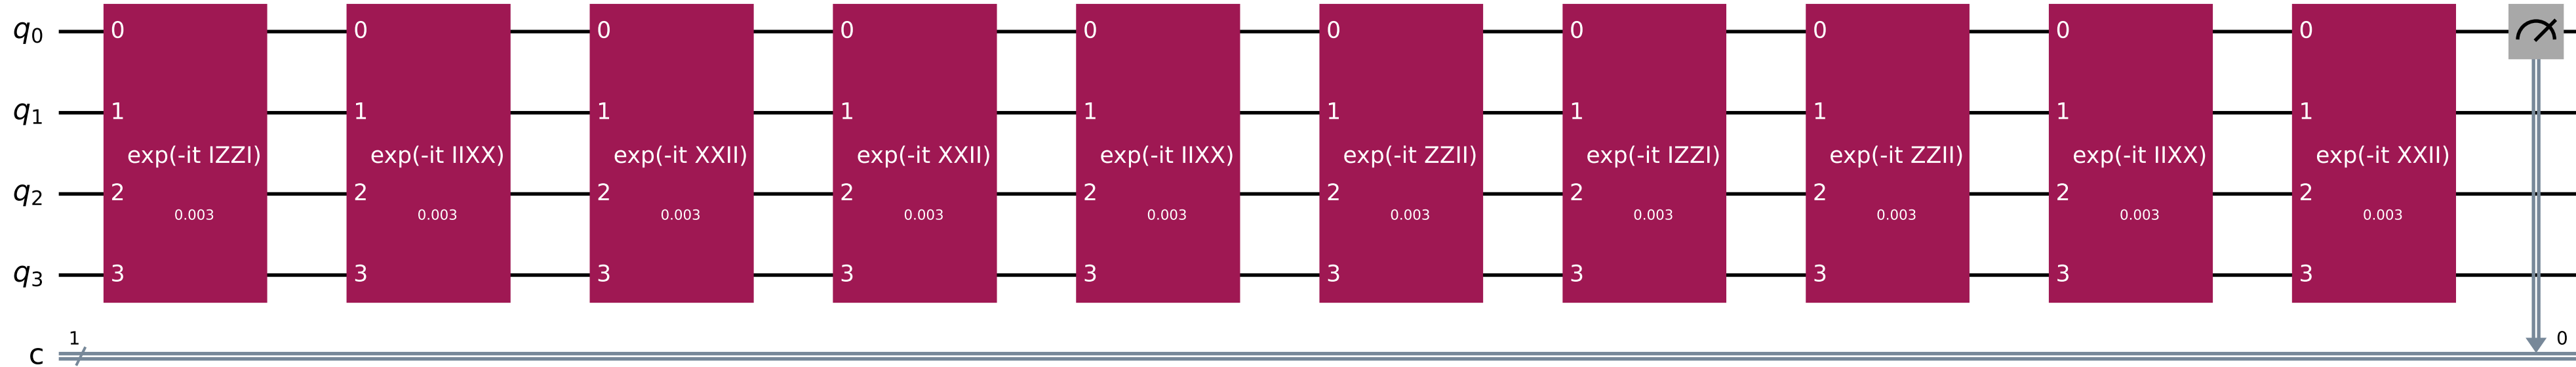 q0 0 0 0 0 0 0 0 0 0 0
q1 1 1 1 1 1 1 1 1 1 1
exp(-it IZZI) exp(-it IIXX) exp(-it XXII) exp(-it XXII) exp(-it IIXX) exp(-it ZZII) exp(-it IZZI) exp(-it ZZII) exp(-it IIXX) exp(-it XXII)
q2 2 2 2 2 2 2 2 2 2 2
0.003 0.003 0.003 0.003 0.003 0.003 0.003 0.003 0.003 0.003
q3 3 3 3 3 3 3 3 3 3 3
1 0
c